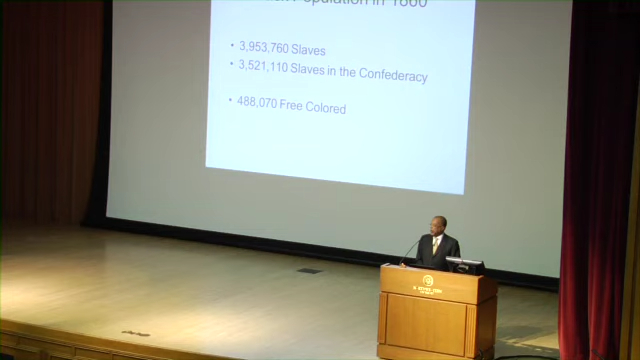 Population in 1860
• 3,953,760 Slaves
• 3,521,110 Slaves in the Confederacy
• 488,070 Free Colored